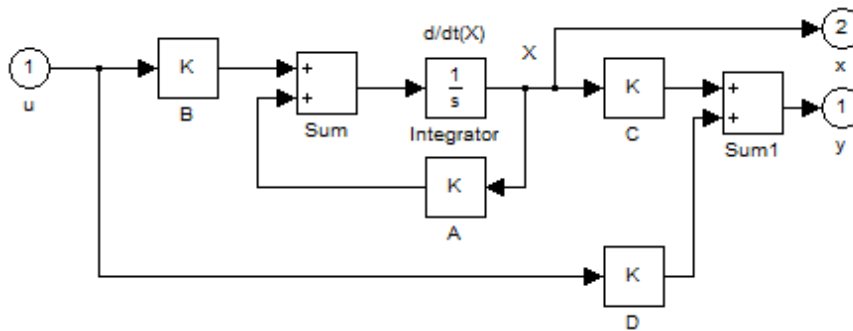 d/dt(X)
2
x
1
u
K
B
+
+
Sum
1
s
Integrator
X
K
C
+
+
Sum1
1
y
K
A
K
D